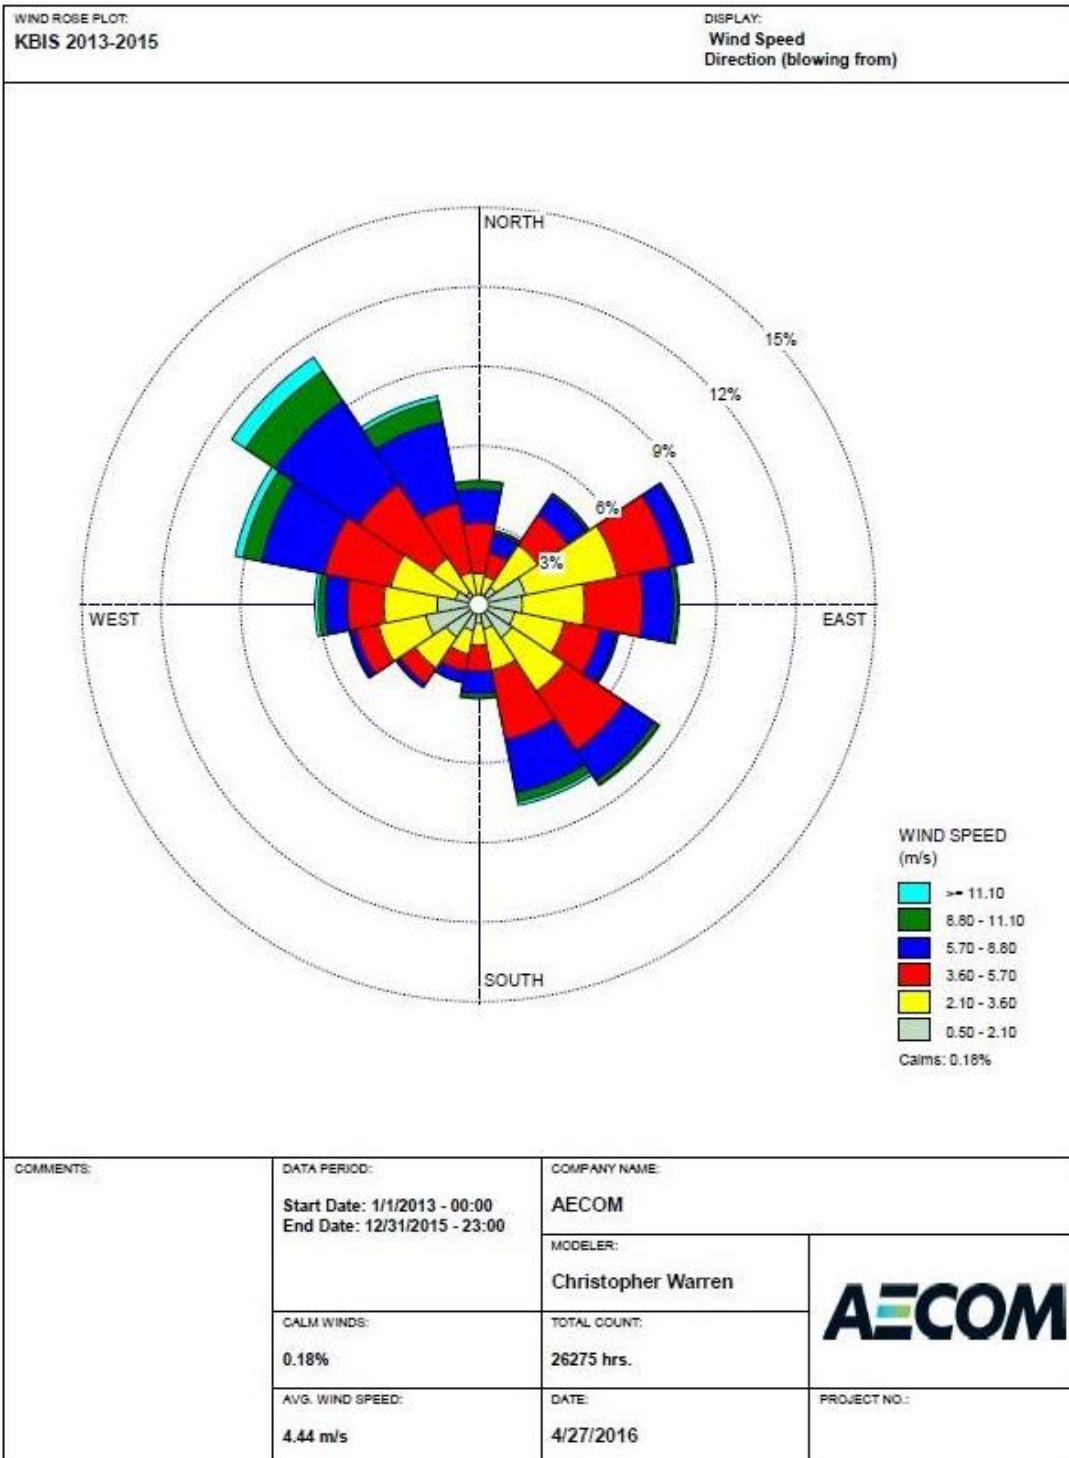 WIND ROSE PLOT:
KBIS 2013-2015
DISPLAY:
Wind Speed
Direction (blowing from)
NORTH
15%
12%
9%
6%
3%
WEST
EAST
SOUTH
WIND SPEED
(m/s)
>= 11.10
8.80 - 11.10
5.70 - 8.80
3.60 - 5.70
2.10 - 3.60
0.50 - 2.10
Calms: 0.18%
COMMENTS:
DATA PERIOD:
Start Date: 1/1/2013 - 00:00
End Date: 12/31/2015 - 23:00
COMPANY NAME:
AECOM
MODELER:
Christopher Warren
AECOM
CALM WINDS:
0.18%
TOTAL COUNT:
26275 hrs.
AVG. WIND SPEED:
4.44 m/s
DATE:
4/27/2016
PROJECT NO.: